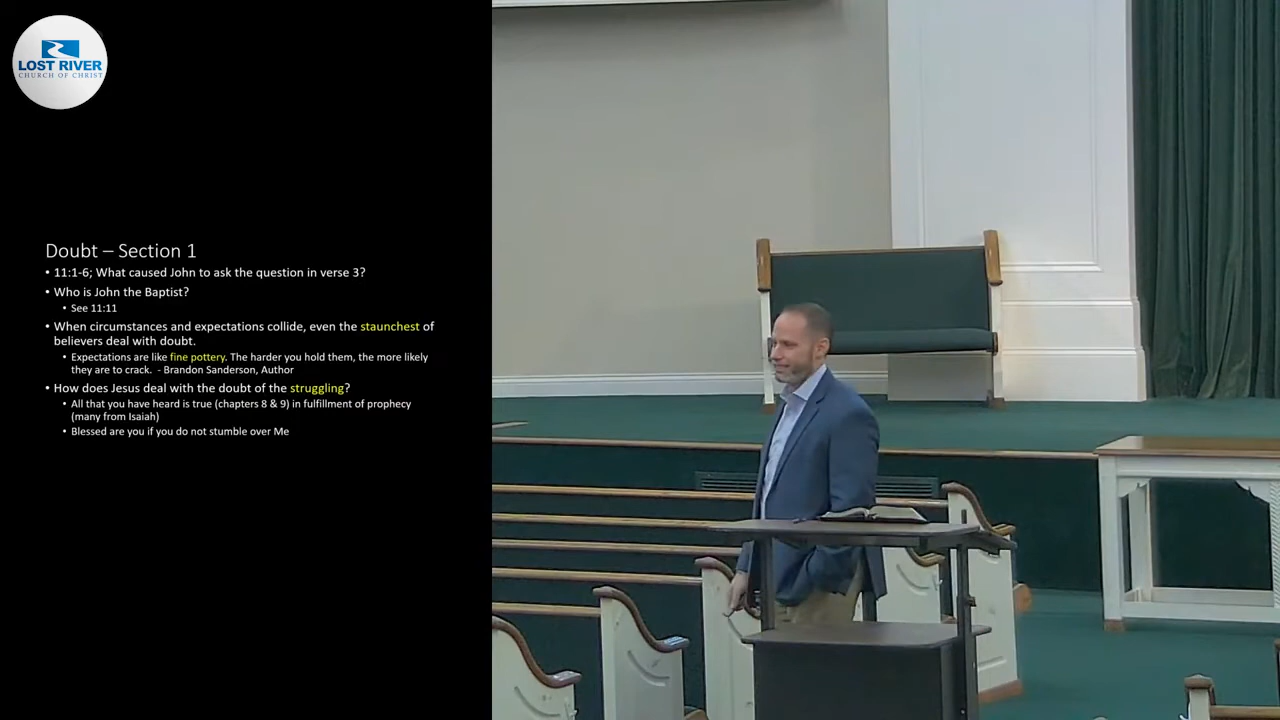 LOST RIVER
CHURCH OF CHRIST
Doubt – Section 1
• 11:1-6; What caused John to ask the question in verse 3?
• Who is John the Baptist?
• See 11:11
• When circumstances and expectations collide, even the staunchest of
believers deal with doubt.
• Expectations are like fine pottery. The harder you hold them, the more likely
they are to crack.  - Brandon Sanderson, Author
• How does Jesus deal with the doubt of the struggling?
• All that you have heard is true (chapters 8 & 9) in fulfillment of prophecy
(many from Isaiah)
• Blessed are you if you do not stumble over Me